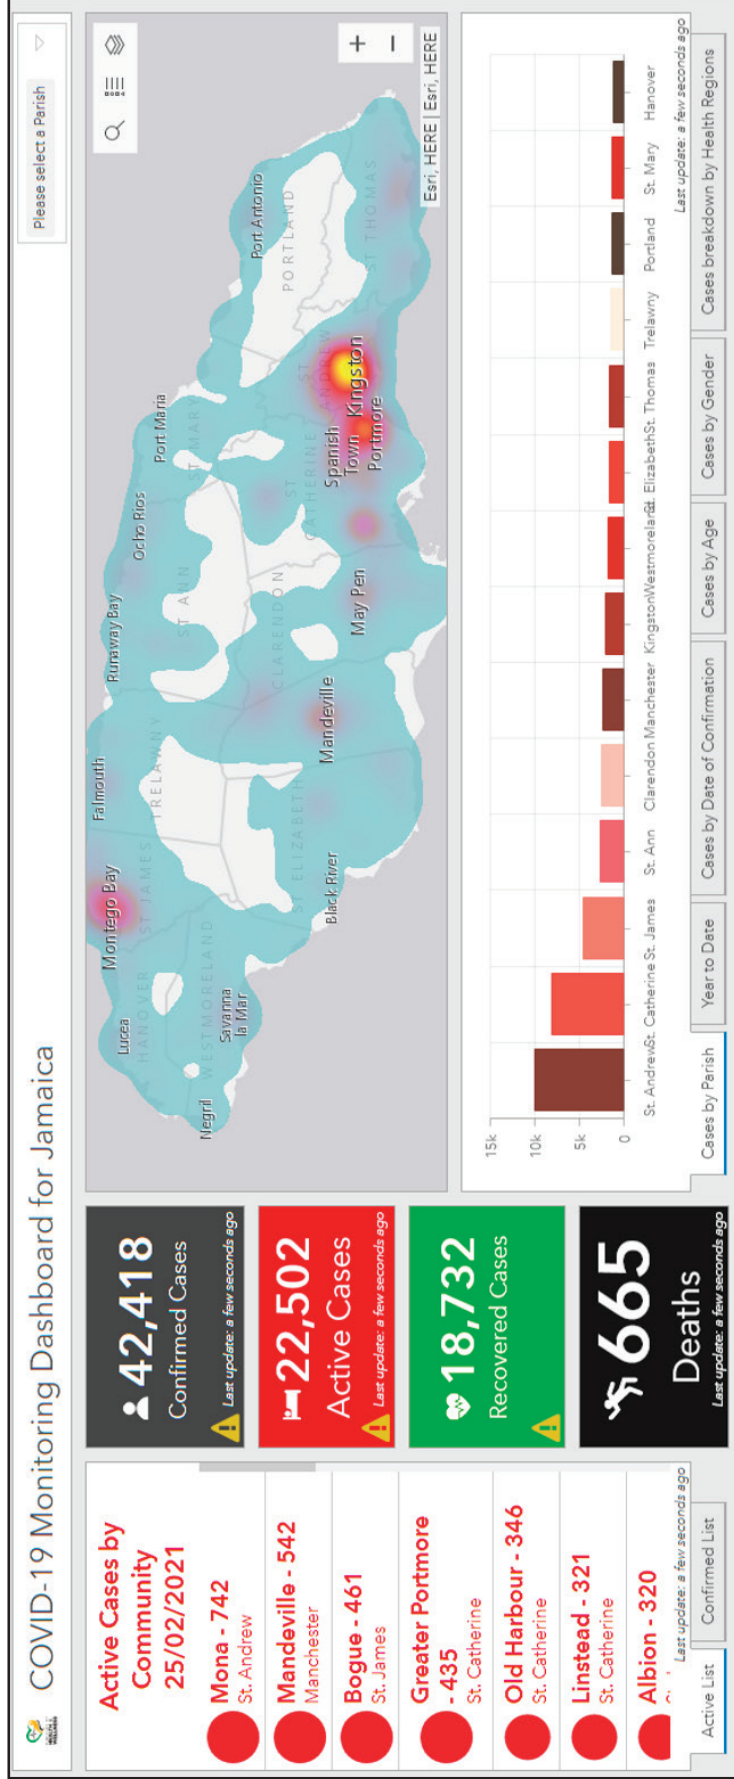 COVID-19 Monitoring Dashboard for Jamaica
Please select a Parish
Active Cases by
Community
25/02/2021
Mona - 742
St. Andrew
Mandeville - 542
Manchester
Bogue - 461
St. James
Greater Portmore
- 435
St. Catherine
Old Harbour - 346
St. Catherine
Linstead - 321
St. Catherine
Albion - 320
Last update: a few seconds ago
Active List
Confirmed List
42,418
Confirmed Cases
Last update: a few seconds ago
22,502
Active Cases
Last update: a few seconds ago
18,732
Recovered Cases
665
Deaths
Last update: a few seconds ago
Montego Bay
Falmouth
Runaway Bay
Ocho Rios
Port Maria
Port Antonio
Lucea
HANOVER
ST JAMES
TRELAWNY
ST ANN
ST MARY
PORTLAND
Negril
WESTMORELAND
Savanna
la Mar
ST ELIZABETH
Black River
Mandeville
CLARENDON
May Pen
ST
CATHERINE
ST
ANDREW
Spanish
Town
Kingston
Portmore
ST THOMAS
Esri, HERE | Esri, HERE
15k
10k
5k
0
St. Andrew
St. Catherine
St. James
St. Ann
Clarendon
Manchester
Kingston
Westmoreland
St. Elizabeth
St. Thomas
Trelawny
Portland
St. Mary
Hanover
Last update: a few seconds ago
Cases by Parish
Year to Date
Cases by Date of Confirmation
Cases by Age
Cases by Gender
Cases breakdown by Health Regions